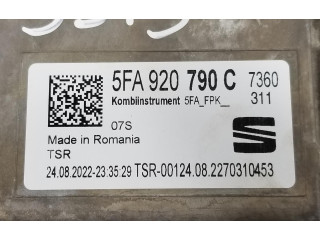 5FA 920 790 C 7360
Kombiinstrument 5FA_FPK__ 311
07S
Made in Romania
TSR
24.08.2022-23:35:29 TSR-00124.08.2270310453